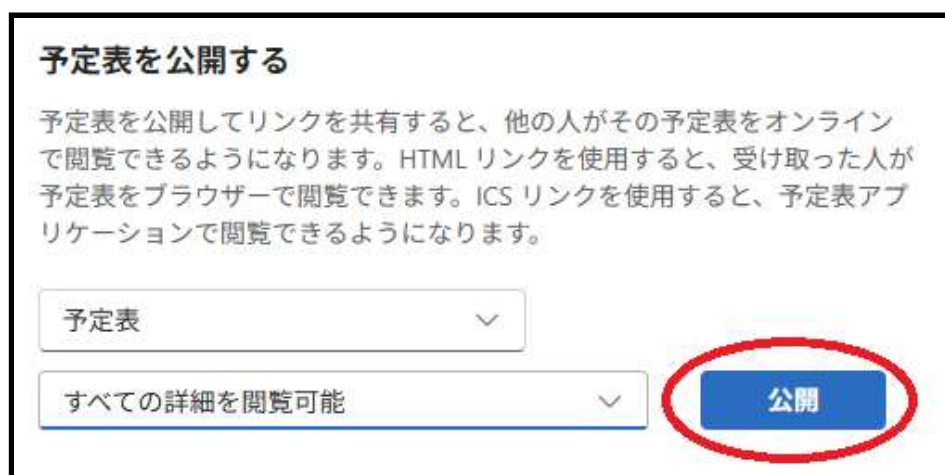 予定表を公開する
予定表を公開してリンクを共有すると、他の人がその予定表をオンライン
で閲覧できるようになります。HTML リンクを使用すると、受け取った人が
予定表をブラウザーで閲覧できます。ICS リンクを使用すると、予定表アプ
リケーションで閲覧できるようになります。
予定表
すべての詳細を閲覧可能
公開